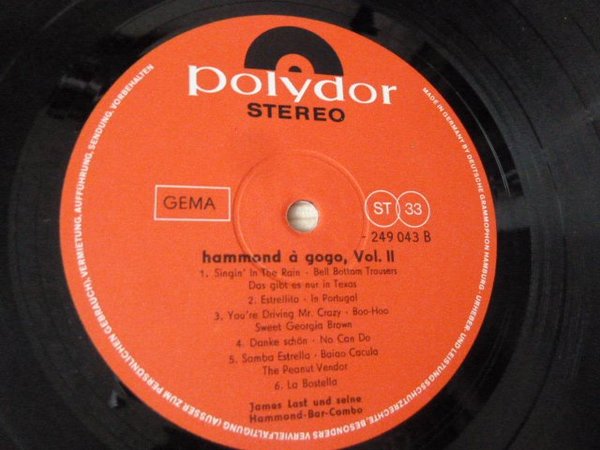 polydor
STEREO
GEMA
ST 33
249 043 B
hammond à gogo, Vol. II
1. Singin' In The Rain - Bell Bottom Trousers
Das gibt es nur in Texas
2. Estrellita - In Portugal
3. You're Driving Mr. Crazy - Boo-Hoo
Sweet Georgia Brown
4. Danke schön - No Can Do
5. Samba Estrello - Baiao Cacula
The Peanut Vendor
6. La Bostella
James Last und seine
Hammond-Bar-Combo
MADE IN GERMANY BY DEUTSCHE GRAMMOPHON HAMBURG · URHEBER- UND LEISTUNGSSCHUTZRECHTE, BESONDERS VERVIELFÄLTIGUNG (AUSSER ZUM PERSÖNLICHEN GEBRAUCH), VERMIETUNG, AUFFÜHRUNG, SENDUNG, VORBEHALTEN